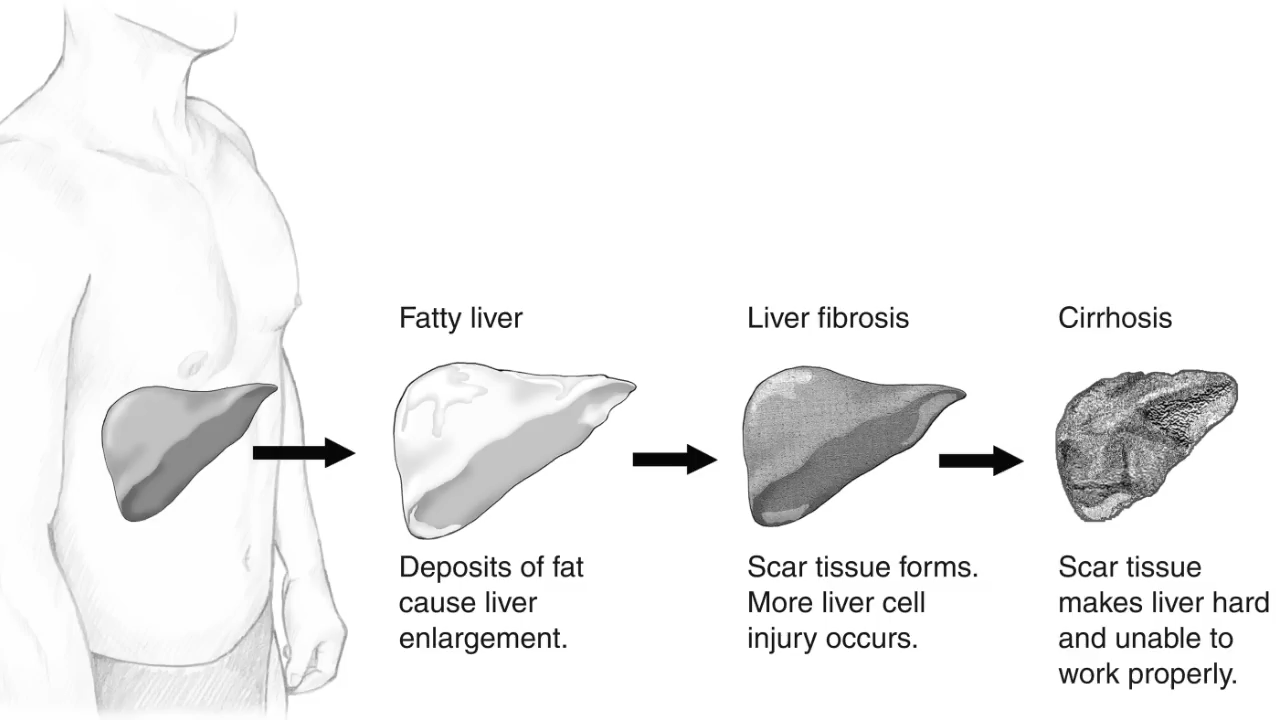 Fatty liver
Deposits of fat
cause liver
enlargement.
Liver fibrosis
Scar tissue forms.
More liver cell
injury occurs.
Cirrhosis
Scar tissue
makes liver hard
and unable to
work properly.